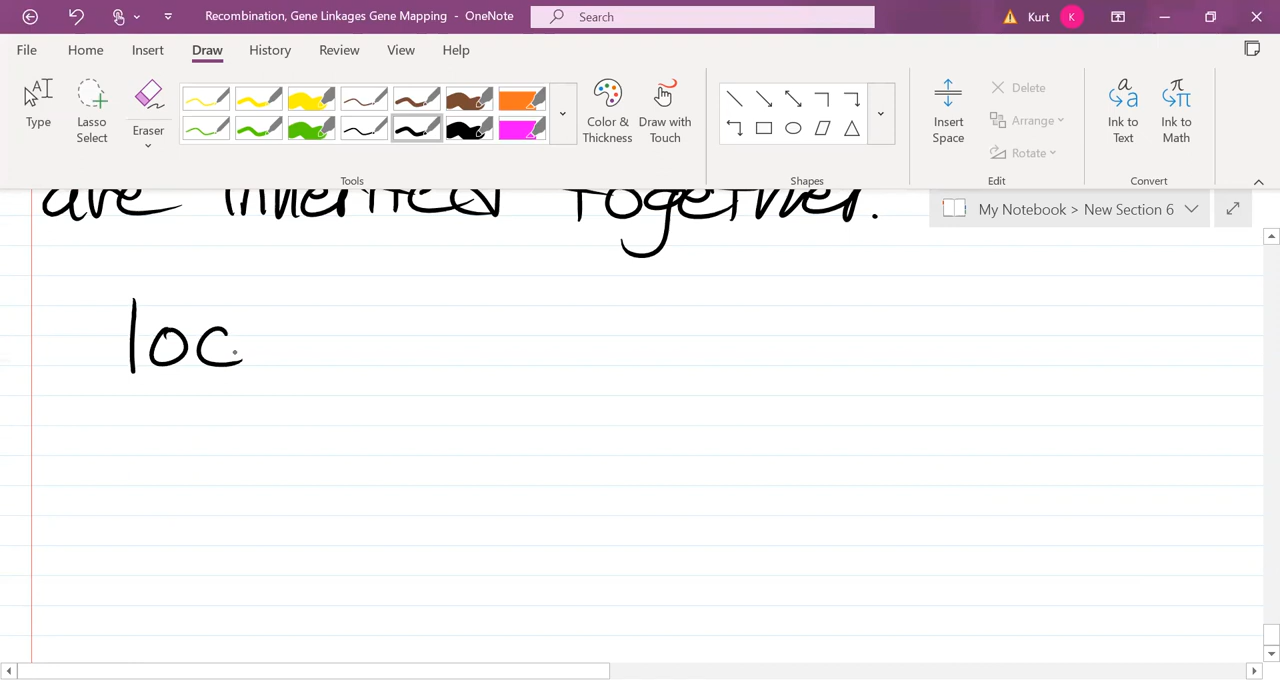 Recombination, Gene Linkages Gene Mapping - OneNote
Search
Kurt
K
File Home Insert Draw History Review View Help
Type
Lasso Select
Eraser
Color & Thickness
Draw with Touch
Insert Space
Delete
Arrange
Rotate
Ink to Text
Ink to Math
Tools
Shapes
Edit
Convert
My Notebook > New Section 6
are inherited together.
loc